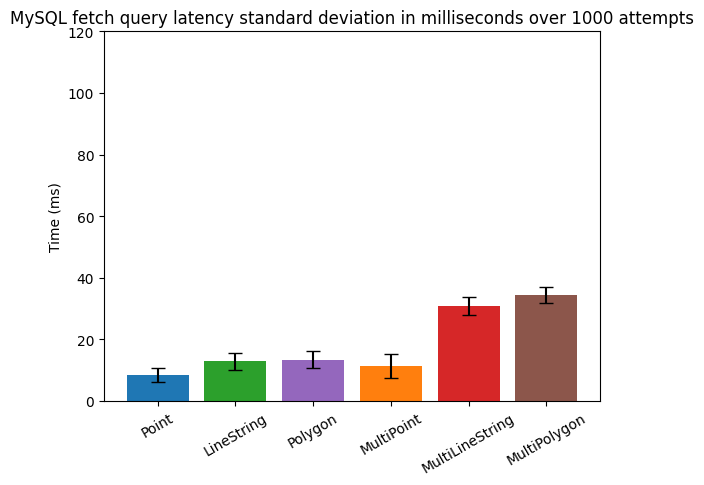 MySQL fetch query latency standard deviation in milliseconds over 1000 attempts
120
100
80
60
40
20
0
Time (ms)
Point
LineString
Polygon
MultiPoint
MultiLineString
MultiPolygon